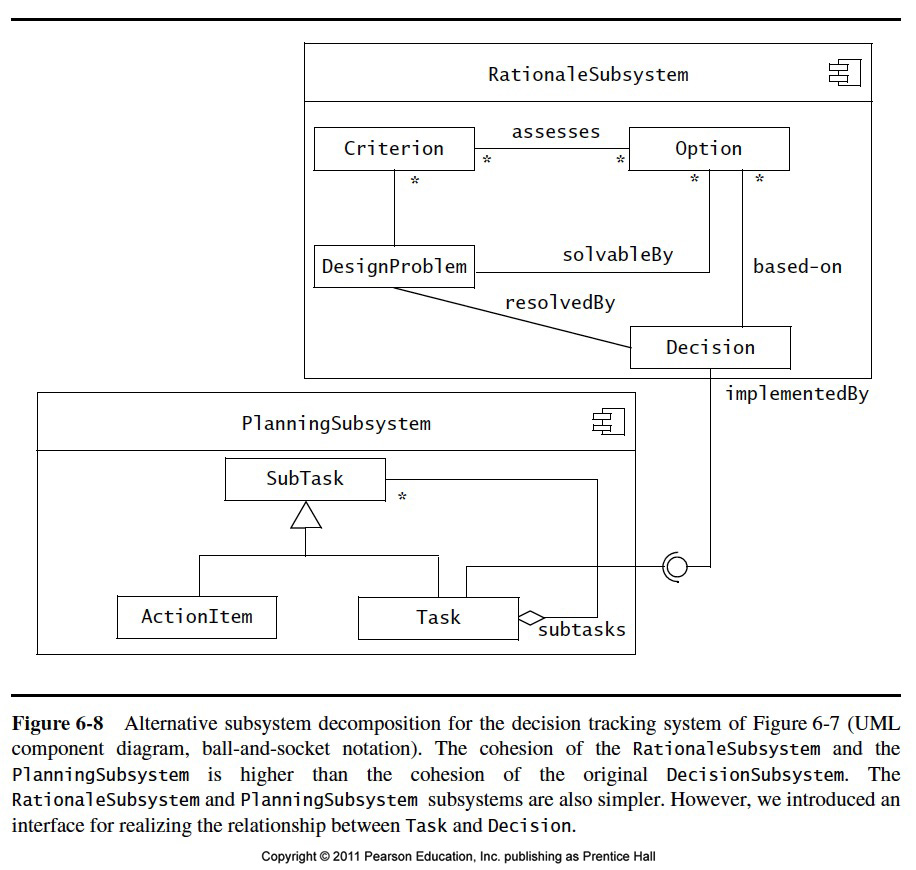 RationaleSubsystem
assesses
Criterion
Option
*
*
*
*
*
solvableBy
DesignProblem
based-on
resolvedBy
Decision
implementedBy
PlanningSubsystem
SubTask
*
ActionItem
Task
subtasks
Figure 6-8 Alternative subsystem decomposition for the decision tracking system of Figure 6-7 (UML
component diagram, ball-and-socket notation). The cohesion of the RationaleSubsystem and the
PlanningSubsystem is higher than the cohesion of the original DecisionSubsystem. The
RationaleSubsystem and PlanningSubsystem subsystems are also simpler. However, we introduced an
interface for realizing the relationship between Task and Decision.
Copyright © 2011 Pearson Education, Inc. publishing as Prentice Hall